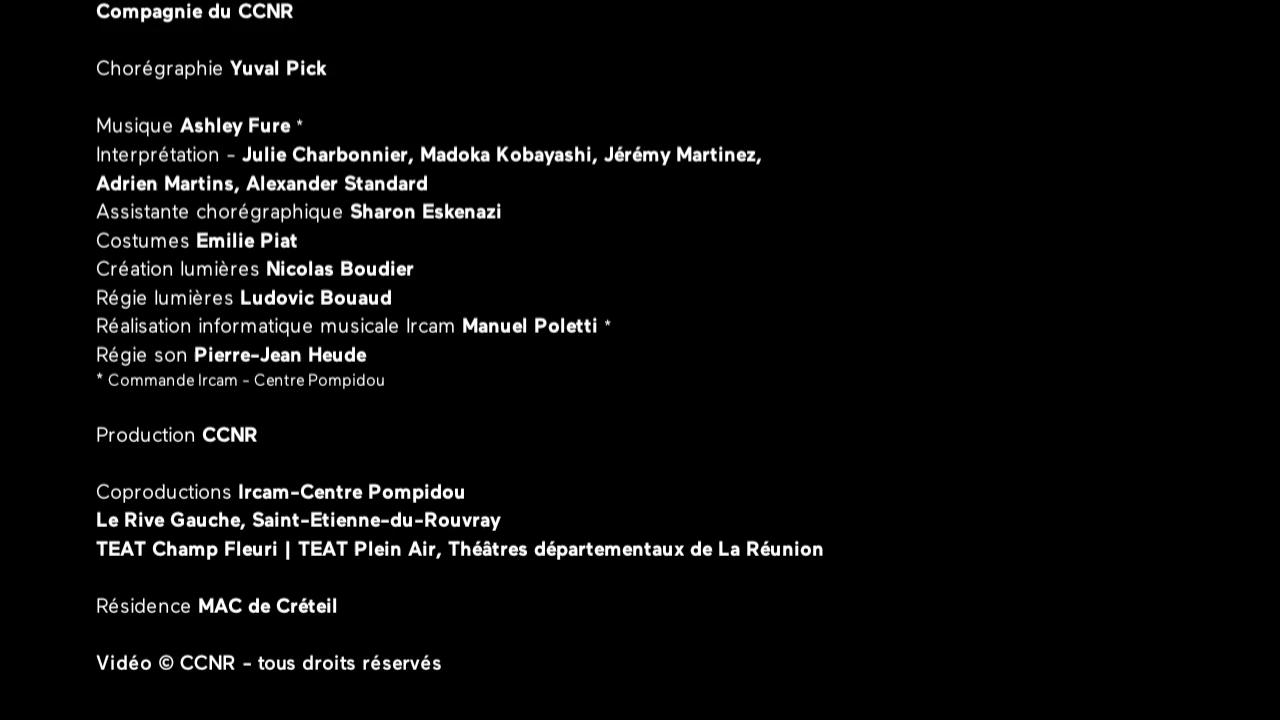 Compagnie du CCNR
Chorégraphie Yuval Pick
Musique Ashley Fure *
Interprétation - Julie Charbonnier, Madoka Kobayashi, Jérémy Martinez,
Adrien Martins, Alexander Standard
Assistante chorégraphique Sharon Eskenazi
Costumes Emilie Piat
Création lumières Nicolas Boudier
Régie lumières Ludovic Bouaud
Réalisation informatique musicale Ircam Manuel Poletti *
Régie son Pierre-Jean Heude
* Commande Ircam - Centre Pompidou
Production CCNR
Coproductions Ircam-Centre Pompidou
Le Rive Gauche, Saint-Etienne-du-Rouvray
TEAT Champ Fleuri | TEAT Plein Air, Théâtres départementaux de La Réunion
Résidence MAC de Créteil
Vidéo © CCNR - tous droits réservés